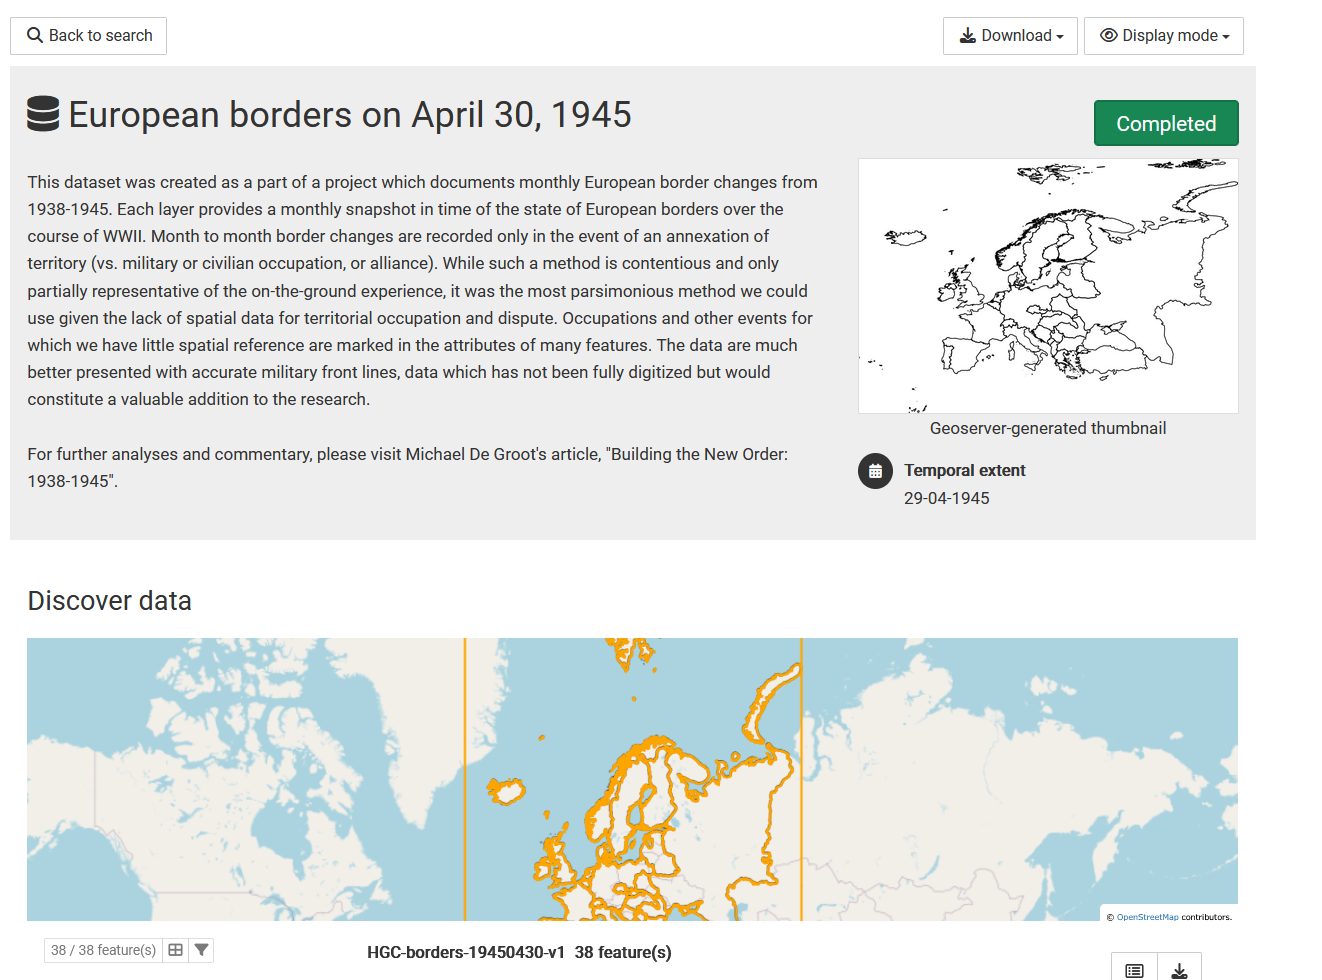 Back to search
Download
Display mode
European borders on April 30, 1945
Completed
This dataset was created as a part of a project which documents monthly European border changes from
1938-1945. Each layer provides a monthly snapshot in time of the state of European borders over the
course of WWII. Month to month border changes are recorded only in the event of an annexation of
territory (vs. military or civilian occupation, or alliance). While such a method is contentious and only
partially representative of the on-the-ground experience, it was the most parsimonious method we could
use given the lack of spatial data for territorial occupation and dispute. Occupations and other events for
which we have little spatial reference are marked in the attributes of many features. The data are much
better presented with accurate military front lines, data which has not been fully digitized but would
constitute a valuable addition to the research.
For further analyses and commentary, please visit Michael De Groot's article, "Building the New Order:
1938-1945".
Geoserver-generated thumbnail
Temporal extent
29-04-1945
Discover data
© OpenStreetMap contributors.
38 / 38 feature(s)
HGC-borders-19450430-v1 38 feature(s)